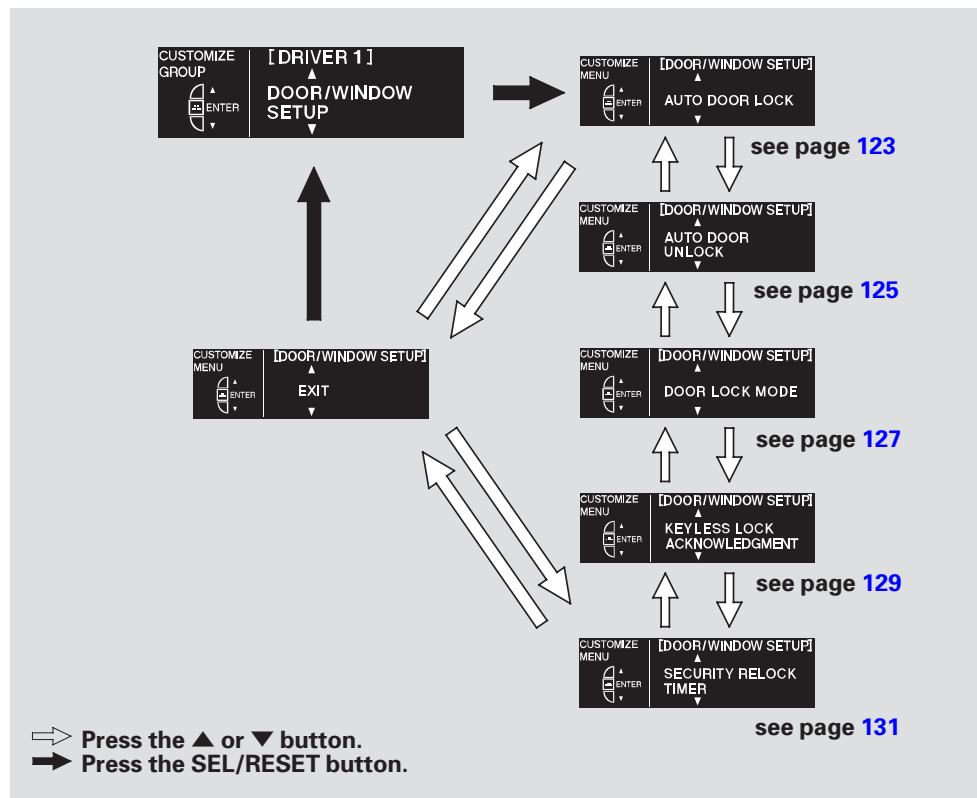 CUSTOMIZE
GROUP
ENTER
[DRIVER 1]
▲
DOOR/WINDOW
SETUP
▼
CUSTOMIZE
MENU
ENTER
[DOOR/WINDOW SETUP]
▲
AUTO DOOR LOCK
▼
see page 123
CUSTOMIZE
MENU
ENTER
[DOOR/WINDOW SETUP]
▲
AUTO DOOR
UNLOCK
▼
see page 125
CUSTOMIZE
MENU
ENTER
[DOOR/WINDOW SETUP]
▲
EXIT
▼
CUSTOMIZE
MENU
ENTER
[DOOR/WINDOW SETUP]
▲
DOOR LOCK MODE
▼
see page 127
CUSTOMIZE
MENU
ENTER
[DOOR/WINDOW SETUP]
▲
KEYLESS LOCK
ACKNOWLEDGMENT
▼
see page 129
CUSTOMIZE
MENU
ENTER
[DOOR/WINDOW SETUP]
▲
SECURITY RELOCK
TIMER
▼
see page 131
Press the ▲ or ▼ button.
Press the SEL/RESET button.